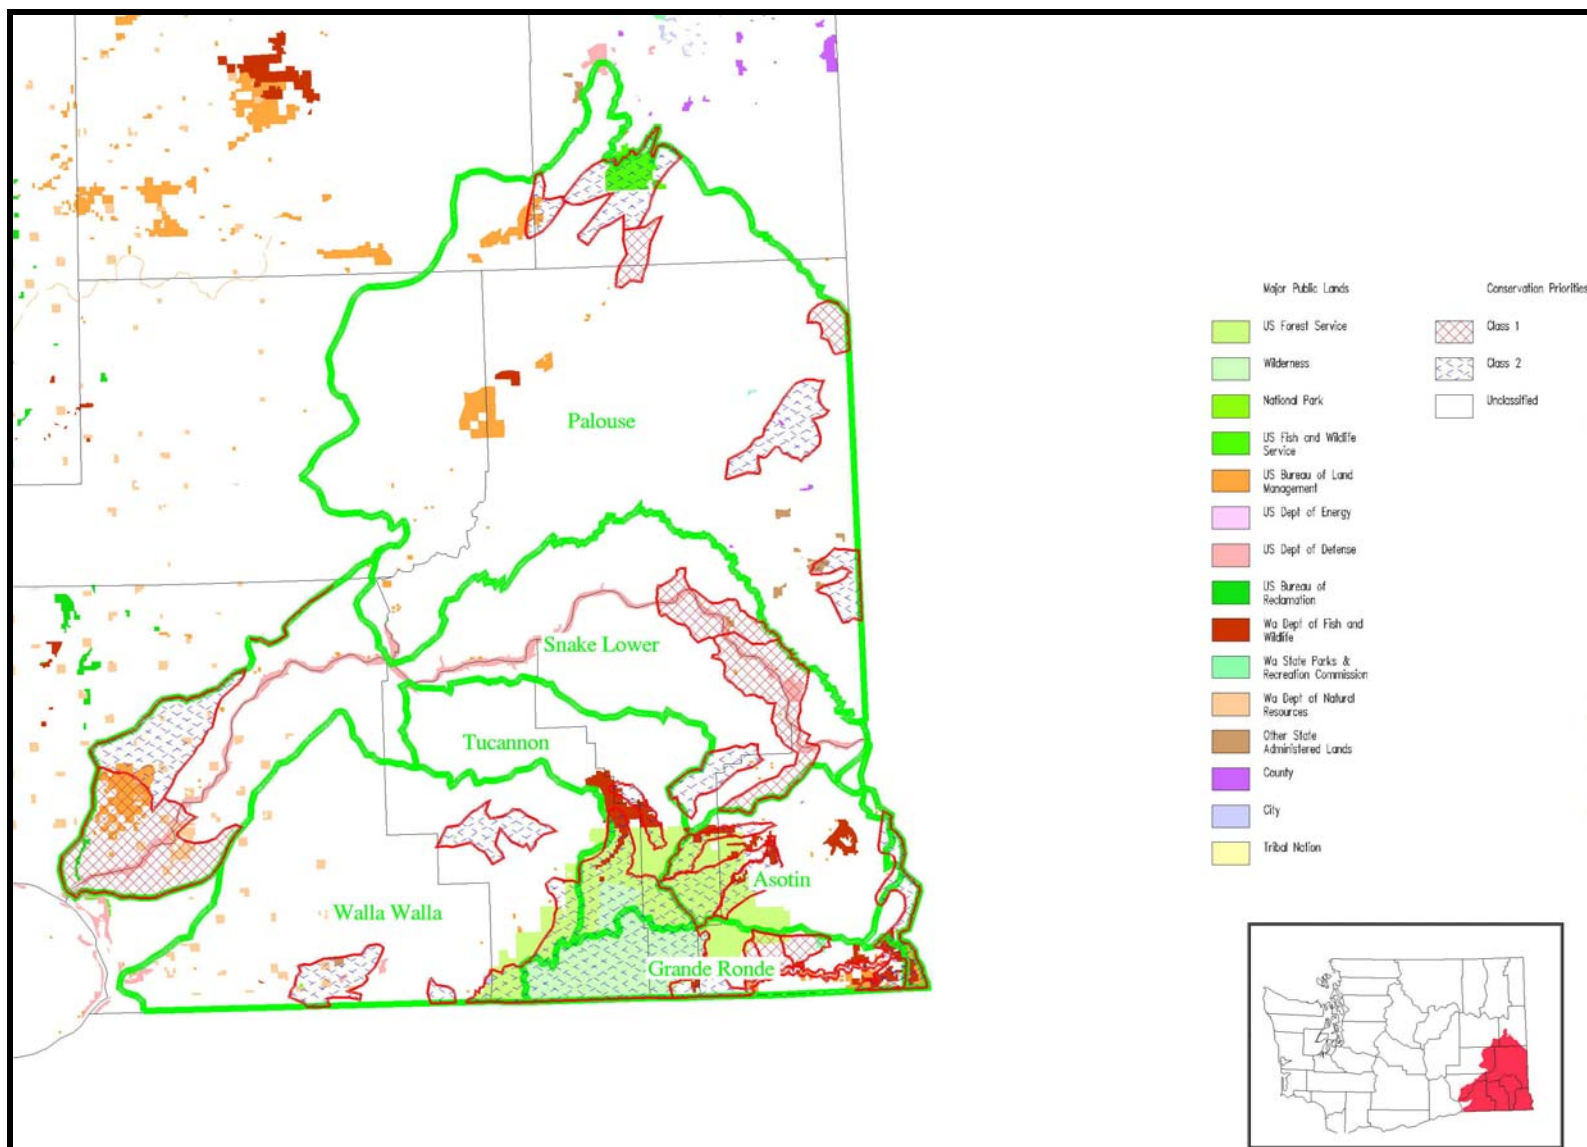 Palouse
Snake Lower
Tucannon
Asotin
Walla Walla
Grande Ronde
Major Public Lands
US Forest Service
Wilderness
National Park
US Fish and Wildlife
Service
US Bureau of Land
Management
US Dept of Energy
US Dept of Defense
US Bureau of
Reclamation
Wa Dept of Fish and
Wildlife
Wa State Parks &
Recreation Commission
Wa Dept of Natural
Resources
Other State
Administered Lands
County
City
Tribal Nation
Conservation Priorities
Class 1
Class 2
Unclassified